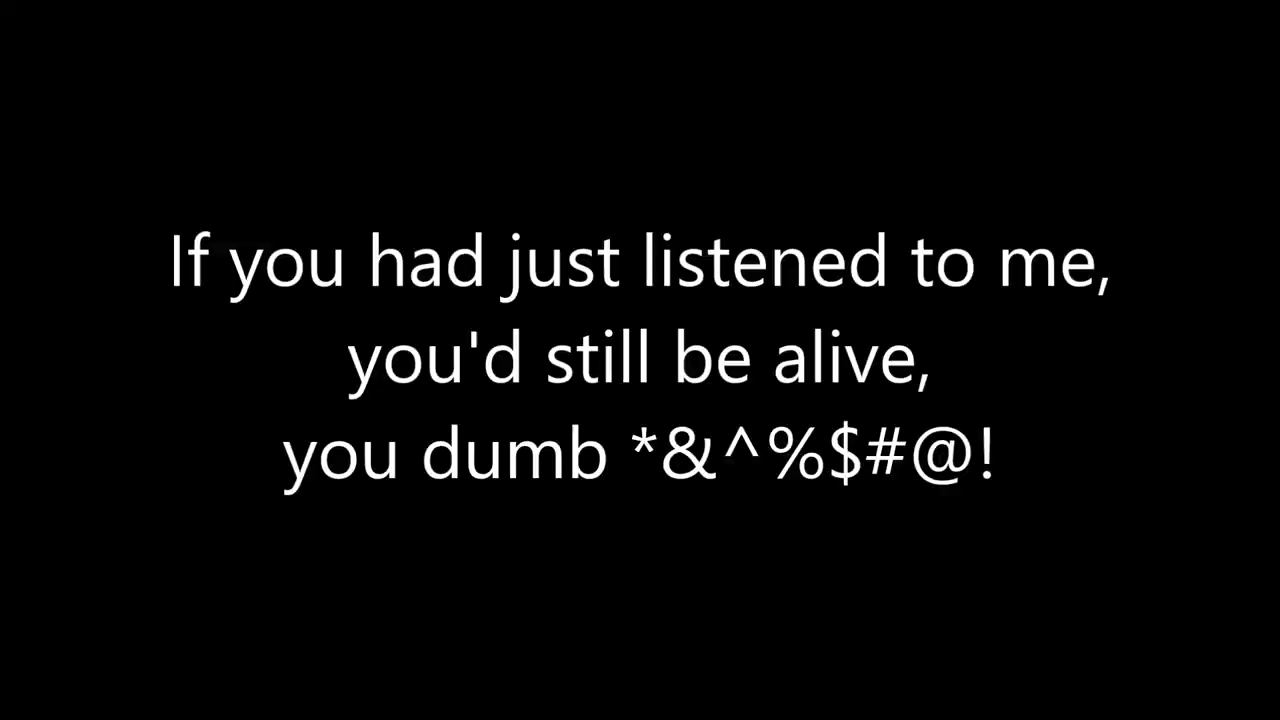 If you had just listened to me,
you'd still be alive,
you dumb *&^%$#@!